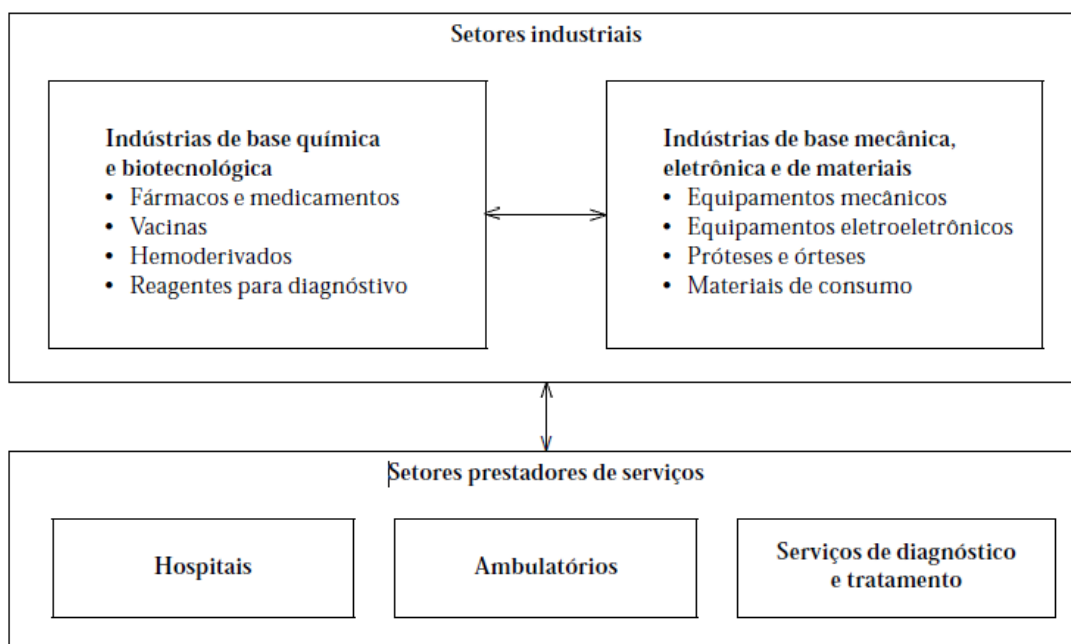 Setores industriais
Indústrias de base química
e biotecnológica
• Fármacos e medicamentos
• Vacinas
• Hemoderivados
• Reagentes para diagnóstivo
Indústrias de base mecânica,
eletrônica e de materiais
• Equipamentos mecânicos
• Equipamentos eletroeletrônicos
• Próteses e órteses
• Materiais de consumo
Setores prestadores de serviços
Hospitais
Ambulatórios
Serviços de diagnóstico
e tratamento